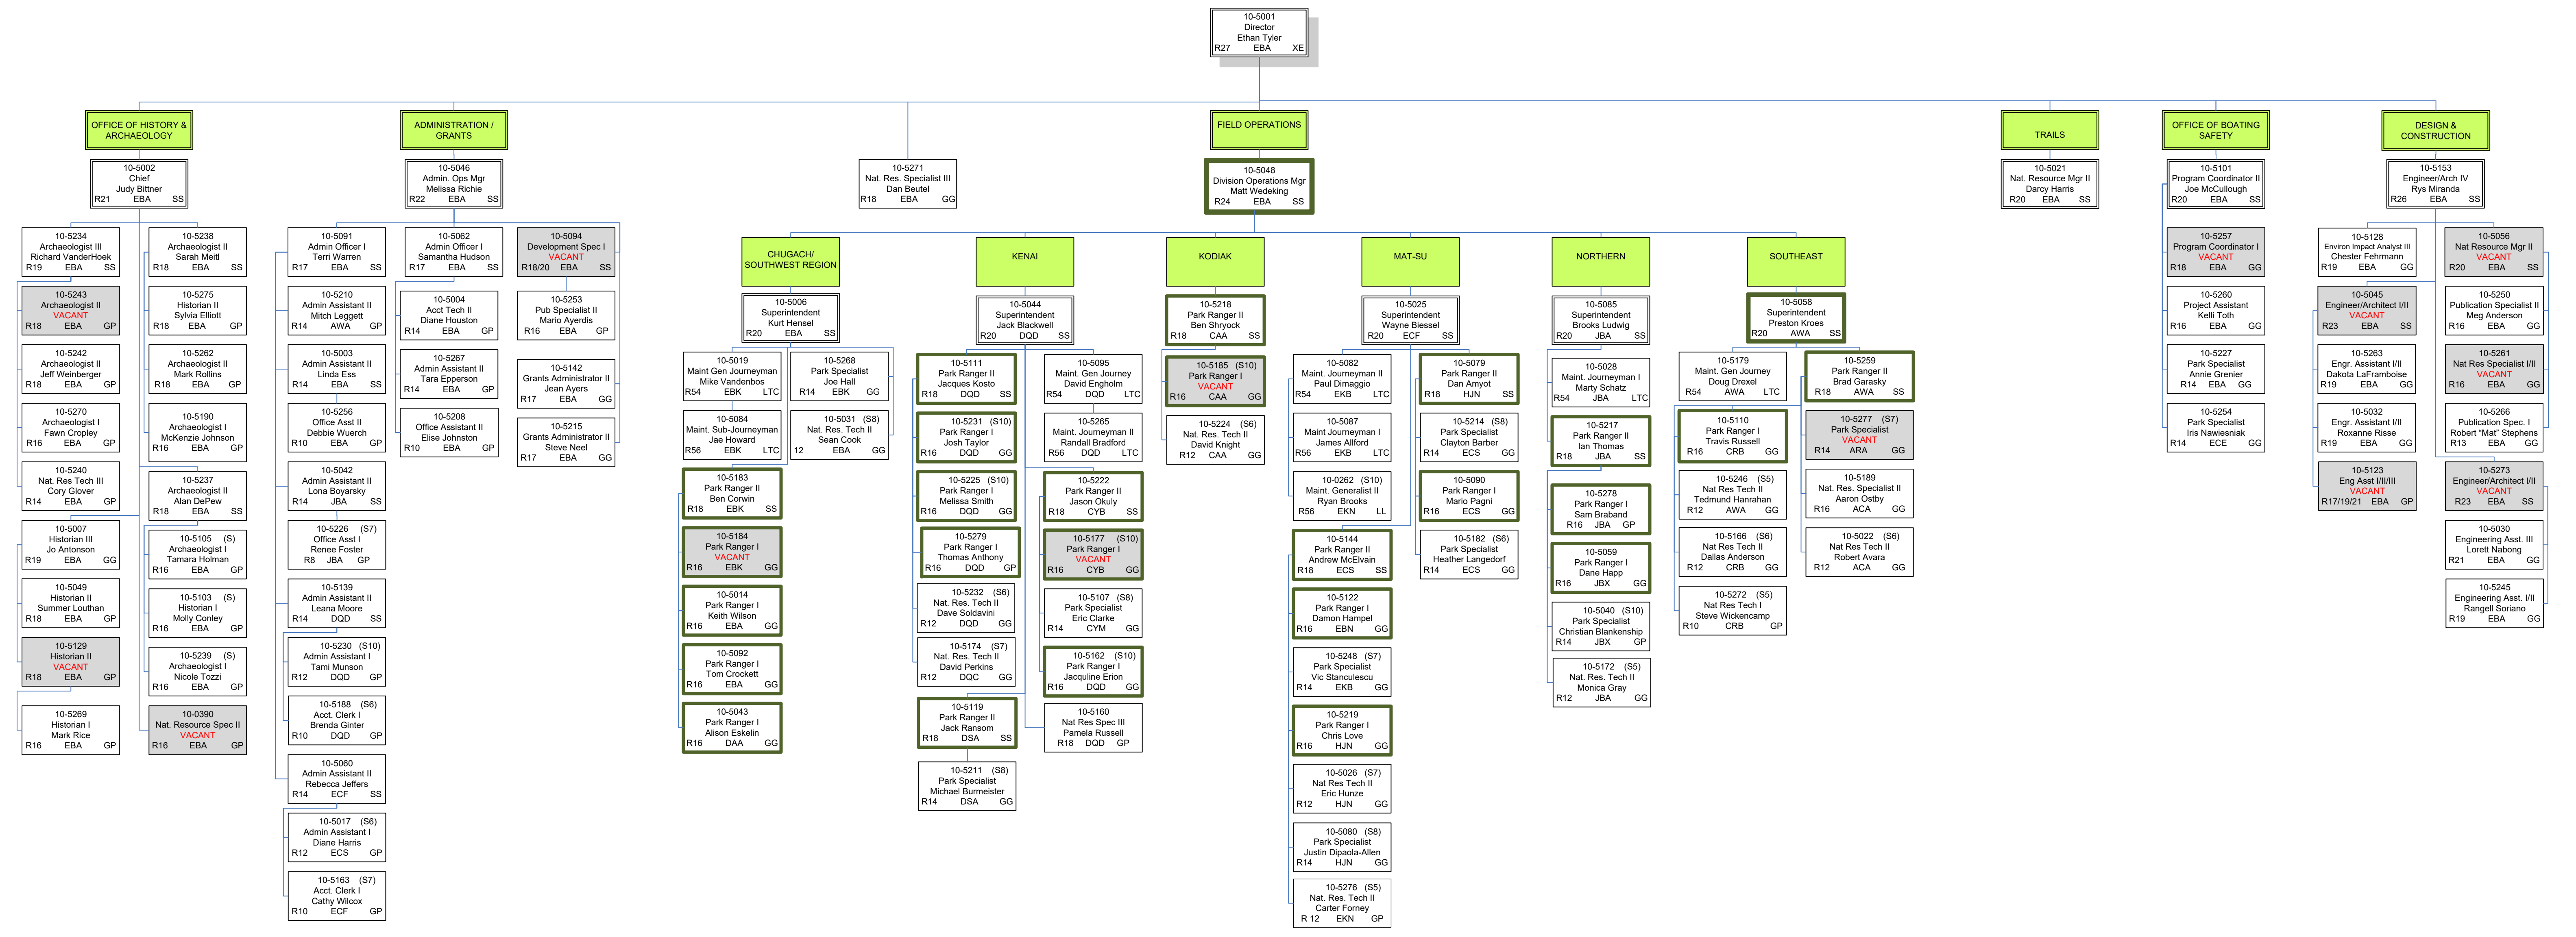 10-5001
Director
Ethan Tyler
R27 EBA XE
OFFICE OF HISTORY &
ARCHAEOLOGY
10-5002
Chief
Judy Bittner
R21 EBA SS
10-5234
Archaeologist III
Richard VanderHoek
R19 EBA SS
10-5243
Archaeologist II
VACANT
R18 EBA GP
10-5242
Archaeologist II
Jeff Weinberger
R18 EBA GP
10-5270
Archaeologist I
Fawn Cropley
R16 EBA GP
10-5240
Nat. Res Tech III
Cory Glover
R14 EBA GP
10-5007
Historian III
Jo Antonson
R19 EBA GG
10-5049
Historian II
Summer Louthan
R18 EBA GP
10-5129
Historian II
VACANT
R18 EBA GP
10-5269
Historian I
Mark Rice
R16 EBA GP
10-5238
Archaeologist II
Sarah Meitl
R18 EBA SS
10-5275
Historian II
Sylvia Elliott
R18 EBA GP
10-5262
Archaeologist II
Mark Rollins
R18 EBA GP
10-5190
Archaeologist I
McKenzie Johnson
R16 EBA GP
10-5237
Archaeologist II
Alan DePew
R18 EBA SS
10-5105 (S)
Archaeologist I
Tamara Holman
R16 EBA GP
10-5103 (S)
Historian I
Molly Conley
R16 EBA GP
10-5239 (S)
Archaeologist I
Nicole Tozzi
R16 EBA GP
10-0390
Nat. Resource Spec II
VACANT
R16 EBA GP
ADMINISTRATION /
GRANTS
10-5046
Admin. Ops Mgr
Melissa Richie
R22 EBA SS
10-5091
Admin Officer I
Terri Warren
R17 EBA SS
10-5210
Admin Assistant II
Mitch Leggett
R14 AWA GP
10-5003
Admin Assistant II
Linda Ess
R14 EBA SS
10-5256
Office Asst II
Debbie Wuerch
R10 EBA GP
10-5042
Admin Assistant II
Lona Boyarsky
R14 JBA SS
10-5226 (S7)
Office Asst I
Renee Foster
R8 JBA GP
10-5139
Admin Assistant II
Leana Moore
R14 DQD SS
10-5230 (S10)
Admin Assistant I
Tami Munson
R12 DQD GP
10-5188 (S6)
Acct. Clerk I
Brenda Ginter
R10 DQD GP
10-5060
Admin Assistant II
Rebecca Jeffers
R14 ECF SS
10-5017 (S6)
Admin Assistant I
Diane Harris
R12 ECS GP
10-5163 (S7)
Acct. Clerk I
Cathy Wilcox
R10 ECF GP
10-5062
Admin Officer I
Samantha Hudson
R17 EBA SS
10-5004
Acct Tech II
Diane Houston
R14 EBA GP
10-5267
Admin Assistant II
Tara Epperson
R14 EBA GP
10-5208
Office Assistant II
Elise Johnston
R10 EBA GP
10-5094
Development Spec I
VACANT
R18/20 EBA SS
10-5253
Pub Specialist II
Mario Ayerdis
R16 EBA GP
10-5142
Grants Administrator II
Jean Ayers
R17 EBA GG
10-5215
Grants Administrator II
Steve Neel
R17 EBA GG
10-5271
Nat. Res. Specialist III
Dan Beutel
R18 EBA GG
FIELD OPERATIONS
10-5048
Division Operations Mgr
Matt Wedeking
R24 EBA SS
CHUGACH/
SOUTHWEST REGION
10-5006
Superintendent
Kurt Hensel
R20 EBA SS
10-5019
Maint Gen Journeyman
Mike Vandenbos
R54 EBK LTC
10-5084
Maint. Sub-Journeyman
Jae Howard
R56 EBK LTC
10-5183
Park Ranger II
Ben Corwin
R18 EBK SS
10-5184
Park Ranger I
VACANT
R16 EBK GG
10-5014
Park Ranger I
Keith Wilson
R16 EBA GG
10-5092
Park Ranger I
Tom Crockett
R16 EBA GG
10-5043
Park Ranger I
Alison Eskelin
R16 DAA GG
10-5268
Park Specialist
Joe Hall
R14 EBK GG
10-5031 (S8)
Nat. Res. Tech II
Sean Cook
12 EBA GG
KENAI
10-5044
Superintendent
Jack Blackwell
R20 DQD SS
10-5111
Park Ranger II
Jacques Kosto
R18 DQD SS
10-5231 (S10)
Park Ranger I
Josh Taylor
R16 DQD GG
10-5225 (S10)
Park Ranger I
Melissa Smith
R16 DQD GG
10-5279
Park Ranger I
Thomas Anthony
R16 DQD GP
10-5232 (S6)
Nat. Res. Tech II
Dave Soldavini
R12 DQD GG
10-5174 (S7)
Nat. Res. Tech II
David Perkins
R12 DQC GG
10-5119
Park Ranger II
Jack Ransom
R18 DSA SS
10-5211 (S8)
Park Specialist
Michael Burmeister
R14 DSA GG
10-5095
Maint. Gen Journey
David Engholm
R54 DQD LTC
10-5265
Maint. Journeyman II
Randall Bradford
R56 DQD LTC
10-5222
Park Ranger II
Jason Okuly
R18 CYB SS
10-5177 (S10)
Park Ranger I
VACANT
R16 CYB GG
10-5107 (S8)
Park Specialist
Eric Clarke
R14 CYM GG
10-5162 (S10)
Park Ranger I
Jacquline Erion
R16 DQD GG
10-5160
Nat Res Spec III
Pamela Russell
R18 DQD GP
KODIAK
10-5218
Park Ranger II
Ben Shryock
R18 CAA SS
10-5185 (S10)
Park Ranger I
VACANT
R16 CAA GG
10-5224 (S6)
Nat. Res. Tech II
David Knight
R12 CAA GG
MAT-SU
10-5025
Superintendent
Wayne Biessel
R20 ECF SS
10-5082
Maint. Journeyman II
Paul Dimaggio
R54 EKB LTC
10-5087
Maint Journeyman I
James Allford
R56 EKB LTC
10-0262 (S10)
Maint. Generalist II
Ryan Brooks
R56 EKN LL
10-5144
Park Ranger II
Andrew McElvain
R18 ECS SS
10-5122
Park Ranger I
Damon Hampel
R16 EBN GG
10-5248 (S7)
Park Specialist
Vic Stanculescu
R14 EKB GG
10-5219
Park Ranger I
Chris Love
R16 HJN GG
10-5026 (S7)
Nat Res Tech II
Eric Hunze
R12 HJN GG
10-5080 (S8)
Park Specialist
Justin Dipaola-Allen
R14 HJN GG
10-5276 (S5)
Nat. Res. Tech II
Carter Forney
R 12 EKN GP
10-5079
Park Ranger II
Dan Amyot
R18 HJN SS
10-5214 (S8)
Park Specialist
Clayton Barber
R14 ECS GG
10-5090
Park Ranger I
Mario Pagni
R16 ECS GG
10-5182 (S6)
Park Specialist
Heather Langedorf
R14 ECS GG
NORTHERN
10-5085
Superintendent
Brooks Ludwig
R20 JBA SS
10-5028
Maint. Journeyman I
Marty Schatz
R54 JBA LTC
10-5217
Park Ranger II
Ian Thomas
R18 JBA SS
10-5278
Park Ranger I
Sam Braband
R16 JBA GP
10-5059
Park Ranger I
Dane Happ
R16 JBX GG
10-5040 (S10)
Park Specialist
Christian Blankenship
R14 JBX GP
10-5172 (S5)
Nat. Res. Tech II
Monica Gray
R12 JBA GG
SOUTHEAST
10-5058
Superintendent
Preston Kroes
R20 AWA SS
10-5179
Maint. Gen Journey
Doug Drexel
R54 AWA LTC
10-5110
Park Ranger I
Travis Russell
R16 CRB GG
10-5246 (S5)
Nat Res Tech II
Tedmund Hanrahan
R12 AWA GG
10-5166 (S6)
Nat Res Tech II
Dallas Anderson
R12 CRB GG
10-5272 (S5)
Nat Res Tech I
Steve Wickencamp
R10 CRB GP
10-5259
Park Ranger II
Brad Garasky
R18 AWA SS
10-5277 (S7)
Park Specialist
VACANT
R14 ARA GG
10-5189
Nat. Res. Specialist II
Aaron Ostby
R16 ACA GG
10-5022 (S6)
Nat Res Tech II
Robert Avara
R12 ACA GG
TRAILS
10-5021
Nat. Resource Mgr II
Darcy Harris
R20 EBA SS
OFFICE OF BOATING
SAFETY
10-5101
Program Coordinator II
Joe McCullough
R20 EBA SS
10-5257
Program Coordinator I
VACANT
R18 EBA GG
10-5260
Project Assistant
Kelli Toth
R16 EBA GG
10-5227
Park Specialist
Annie Grenier
R14 EBA GG
10-5254
Park Specialist
Iris Nawiesniak
R14 ECE GG
DESIGN &
CONSTRUCTION
10-5153
Engineer/Arch IV
Rys Miranda
R26 EBA SS
10-5128
Environ Impact Analyst III
Chester Fehrmann
R19 EBA GG
10-5045
Engineer/Architect I/II
VACANT
R23 EBA SS
10-5263
Engr. Assistant I/II
Dakota LaFramboise
R19 EBA GG
10-5032
Engr. Assistant I/II
Roxanne Risse
R19 EBA GG
10-5123
Eng Asst I/II/III
VACANT
R17/19/21 EBA GP
10-5056
Nat Resource Mgr II
VACANT
R20 EBA SS
10-5250
Publication Specialist II
Meg Anderson
R16 EBA GG
10-5261
Nat Res Specialist I/II
VACANT
R16 EBA GG
10-5266
Publication Spec. I
Robert "Mat" Stephens
R13 EBA GG
10-5273
Engineer/Architect I/II
VACANT
R23 EBA SS
10-5030
Engineering Asst. III
Lorett Nabong
R21 EBA GG
10-5245
Engineering Asst. I/II
Rangell Soriano
R19 EBA GG